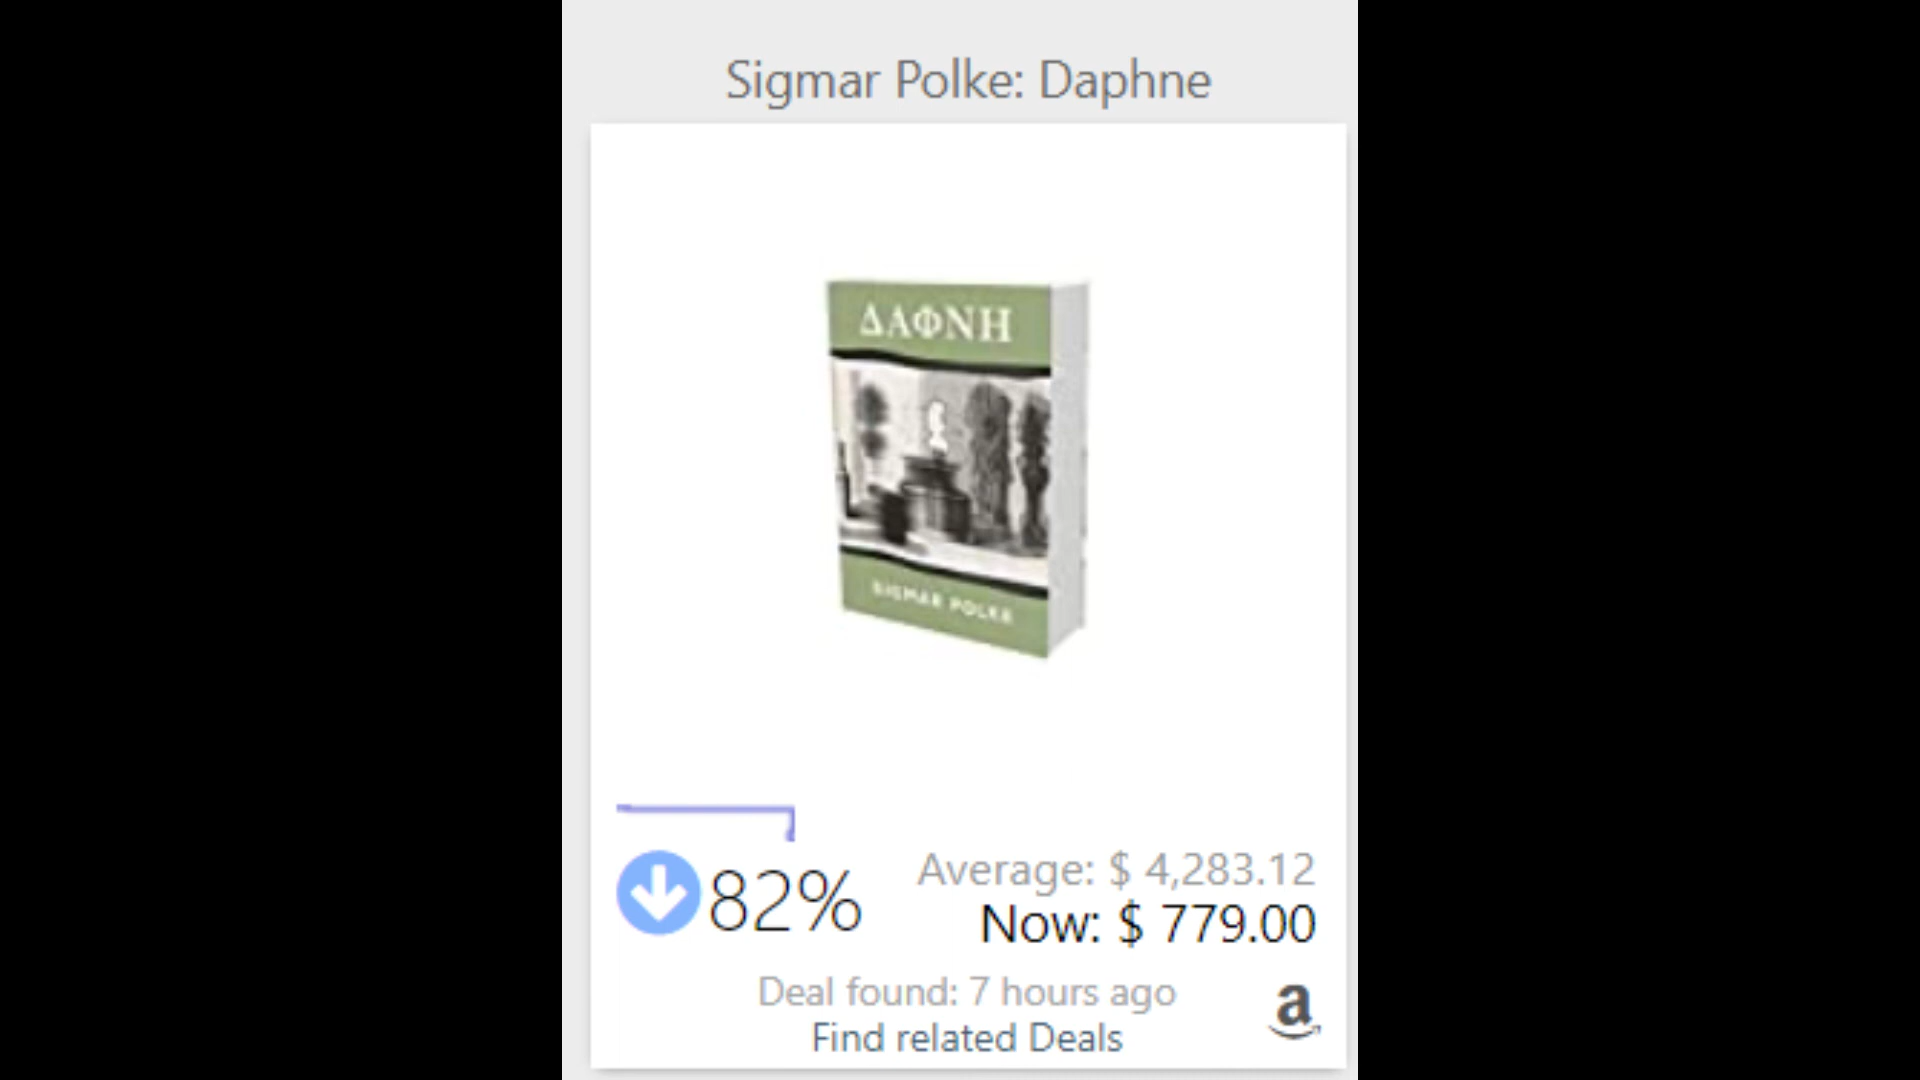 Sigmar Polke: Daphne
ΔΑΦΝΗ
SIGMAR POLKE
82%
Average: $ 4,283.12
Now: $ 779.00
Deal found: 7 hours ago
a
Find related Deals